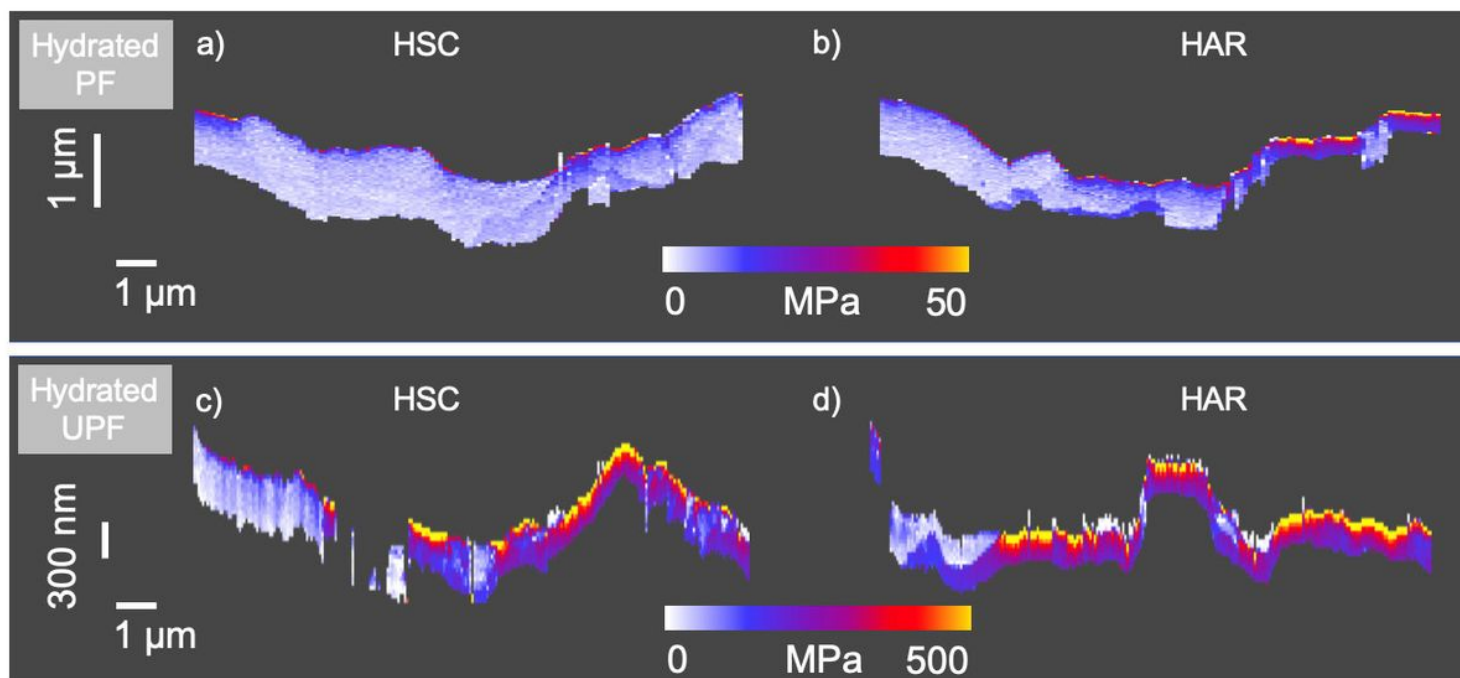 Hydrated
PF
a)
HSC
b)
HAR
1 µm
1 µm
0 MPa 50
Hydrated
UPF
c)
HSC
d)
HAR
300 nm
1 µm
0 MPa 500